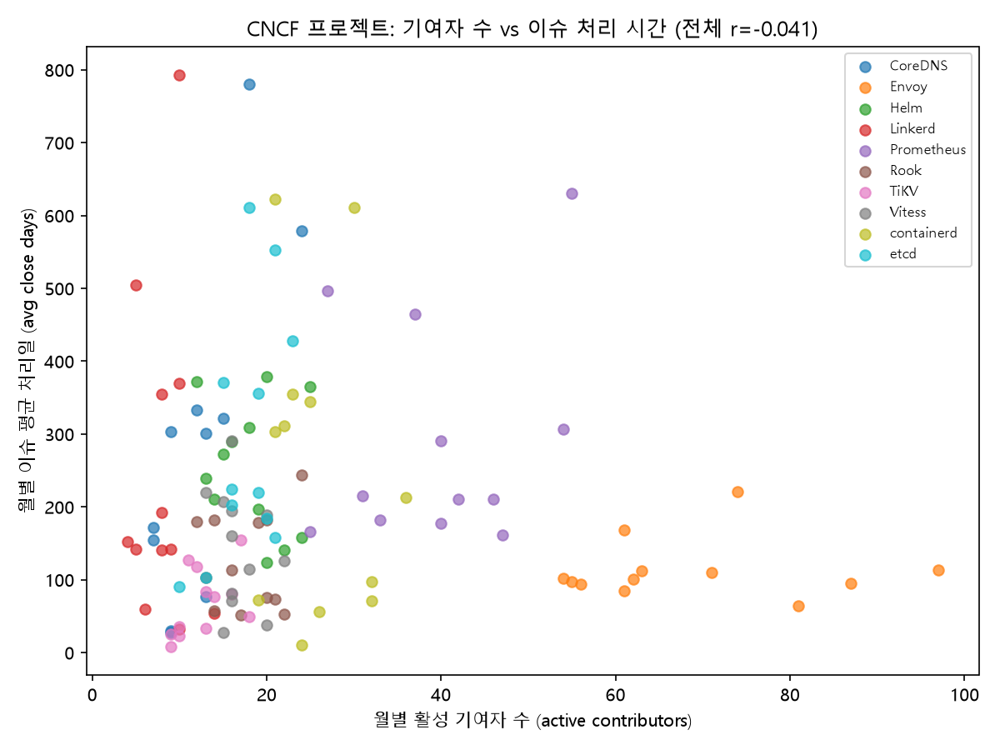 CNCF 프로젝트: 기여자 수 vs 이슈 처리 시간 (전체 r=-0.041)
CoreDNS
Envoy
Helm
Linkerd
Prometheus
Rook
TiKV
Vitess
containerd
etcd
월별 이슈 평균 처리일 (avg close days)
800
700
600
500
400
300
200
100
0
0 20 40 60 80 100
월별 활성 기여자 수 (active contributors)